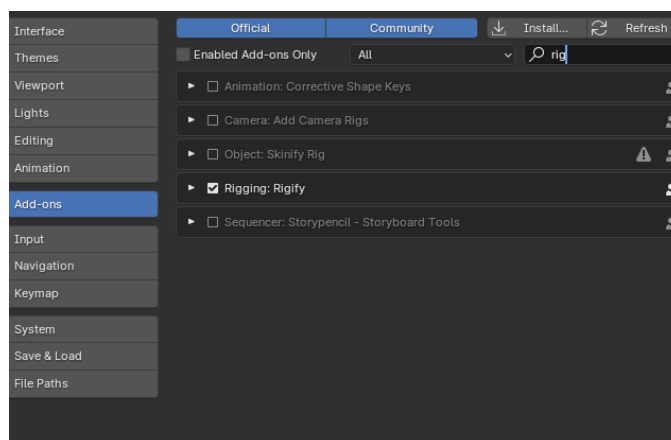 Interface
Themes
Viewport
Lights
Editing
Animation
Add-ons
Input
Navigation
Keymap
System
Save & Load
File Paths
Official Community Install... Refresh
Enabled Add-ons Only All rig
Animation: Corrective Shape Keys
Camera: Add Camera Rigs
Object: Skinify Rig
Rigging: Rigify
Sequencer: Storypencil - Storyboard Tools